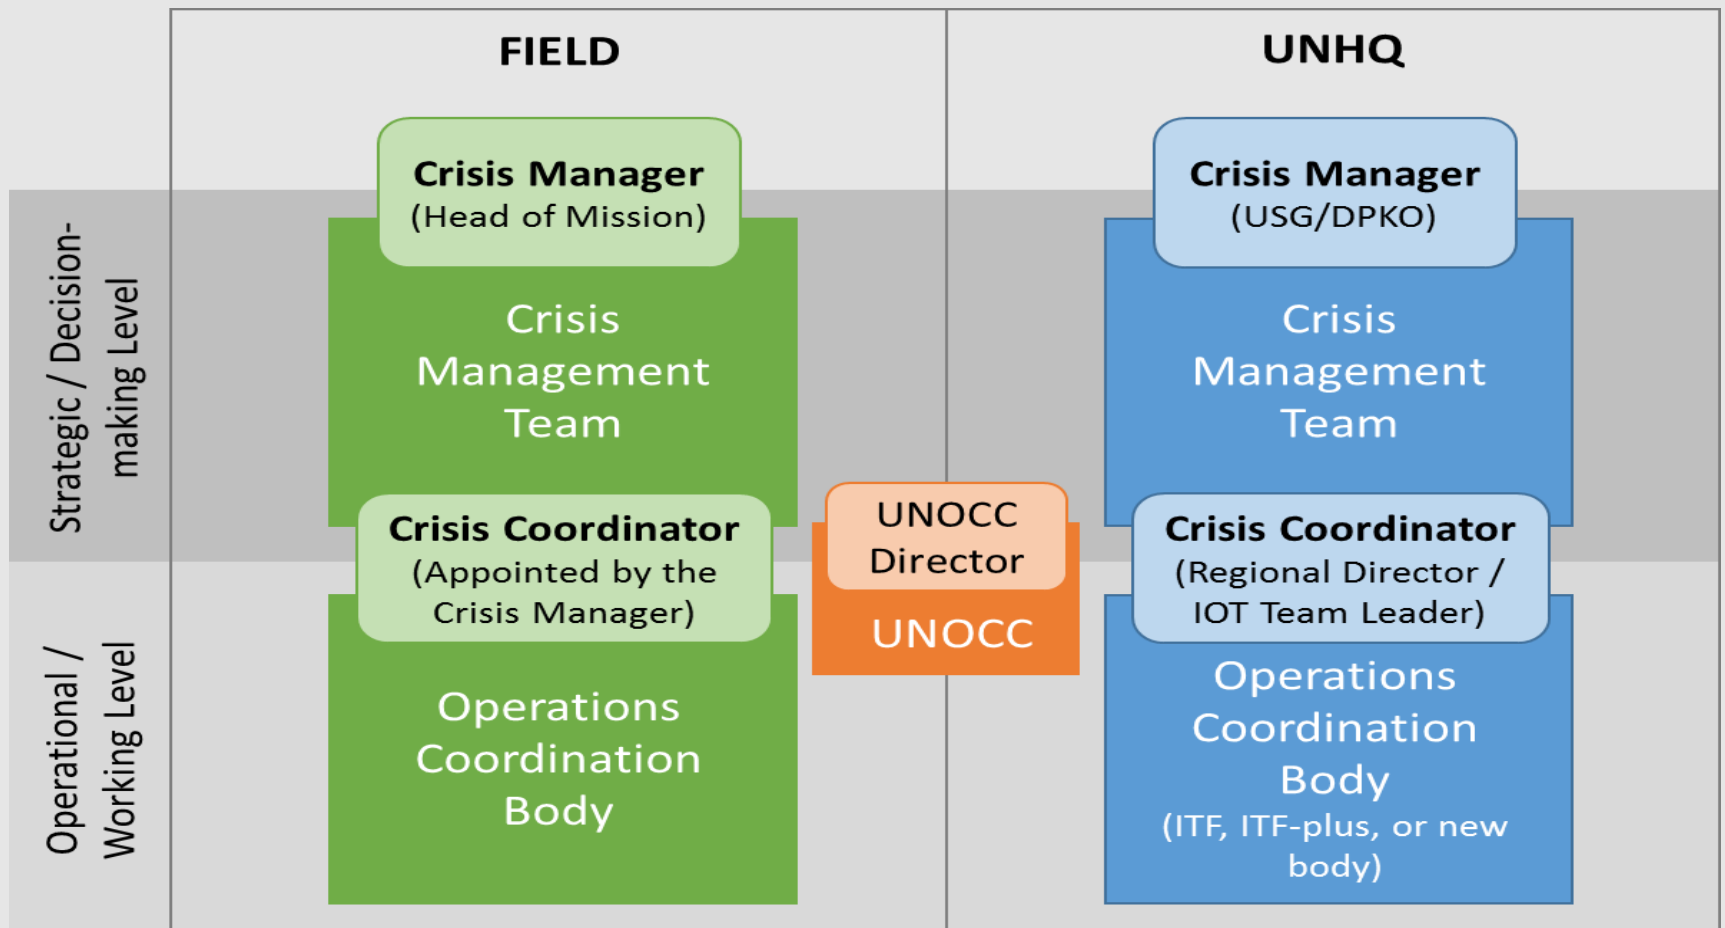 FIELD
UNHQ
Strategic / Decision-
making Level
Crisis Manager
(Head of Mission)
Crisis
Management
Team
Crisis Manager
(USG/DPKO)
Crisis
Management
Team
Crisis Coordinator
(Appointed by the
Crisis Manager)
UNOCC
Director
UNOCC
Crisis Coordinator
(Regional Director /
IOT Team Leader)
Operational /
Working Level
Operations
Coordination
Body
Operations
Coordination
Body
(ITF, ITF-plus, or new
body)